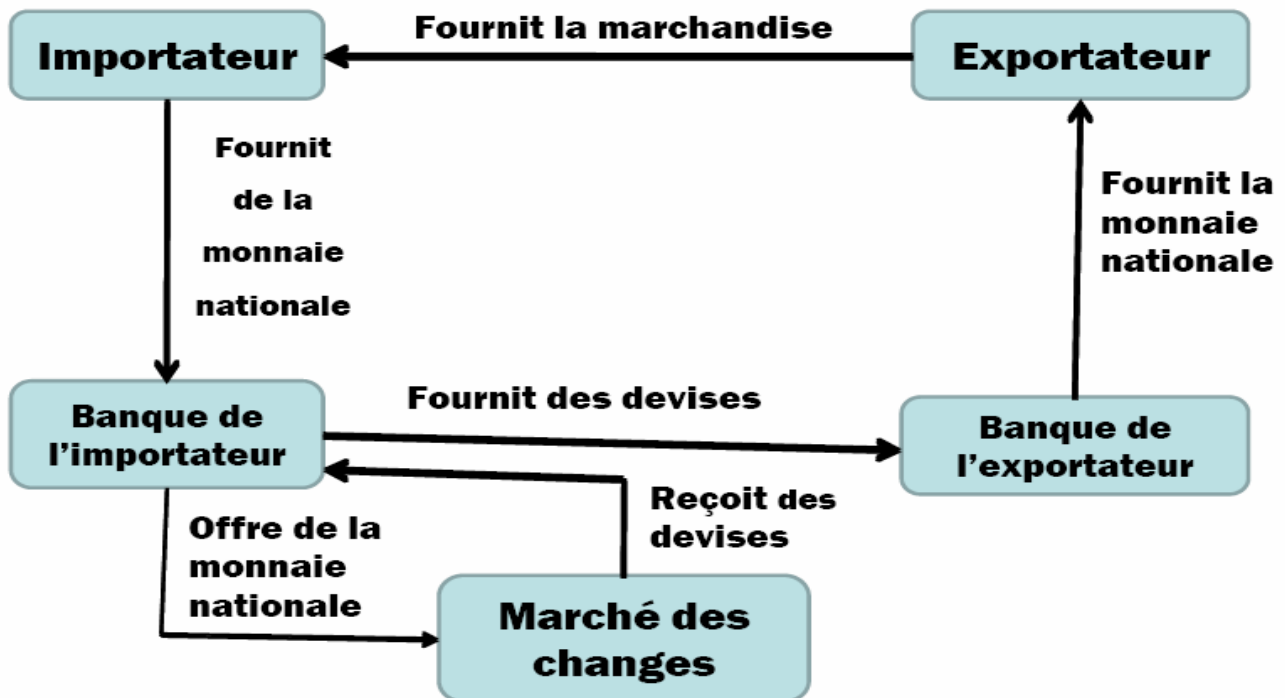 Importateur
Fournit la marchandise
Exportateur
Fournit
de la
monnaie
nationale
Fournit la
monnaie
nationale
Banque de
l'importateur
Fournit des devises
Banque de
l'exportateur
Offre de la
monnaie
nationale
Reçoit des
devises
Marché des
changes